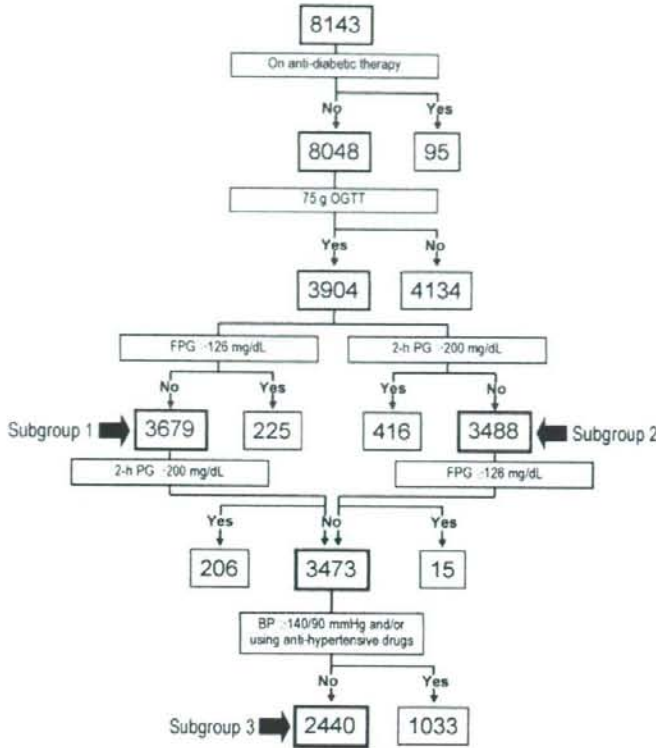 8143
On anti-diabetic therapy
No Yes
8048 95
75 g OGTT
Yes No
3904 4134
FPG ≥126 mg/dL 2-h PG ≥200 mg/dL
No Yes Yes No
Subgroup 1 3679 225 416 3488 Subgroup 2
2-h PG ≥200 mg/dL FPG ≥126 mg/dL
Yes No Yes
206 3473 15
BP ≥140/90 mmHg and/or
using anti-hypertensive drugs
No Yes
Subgroup 3 2440 1033